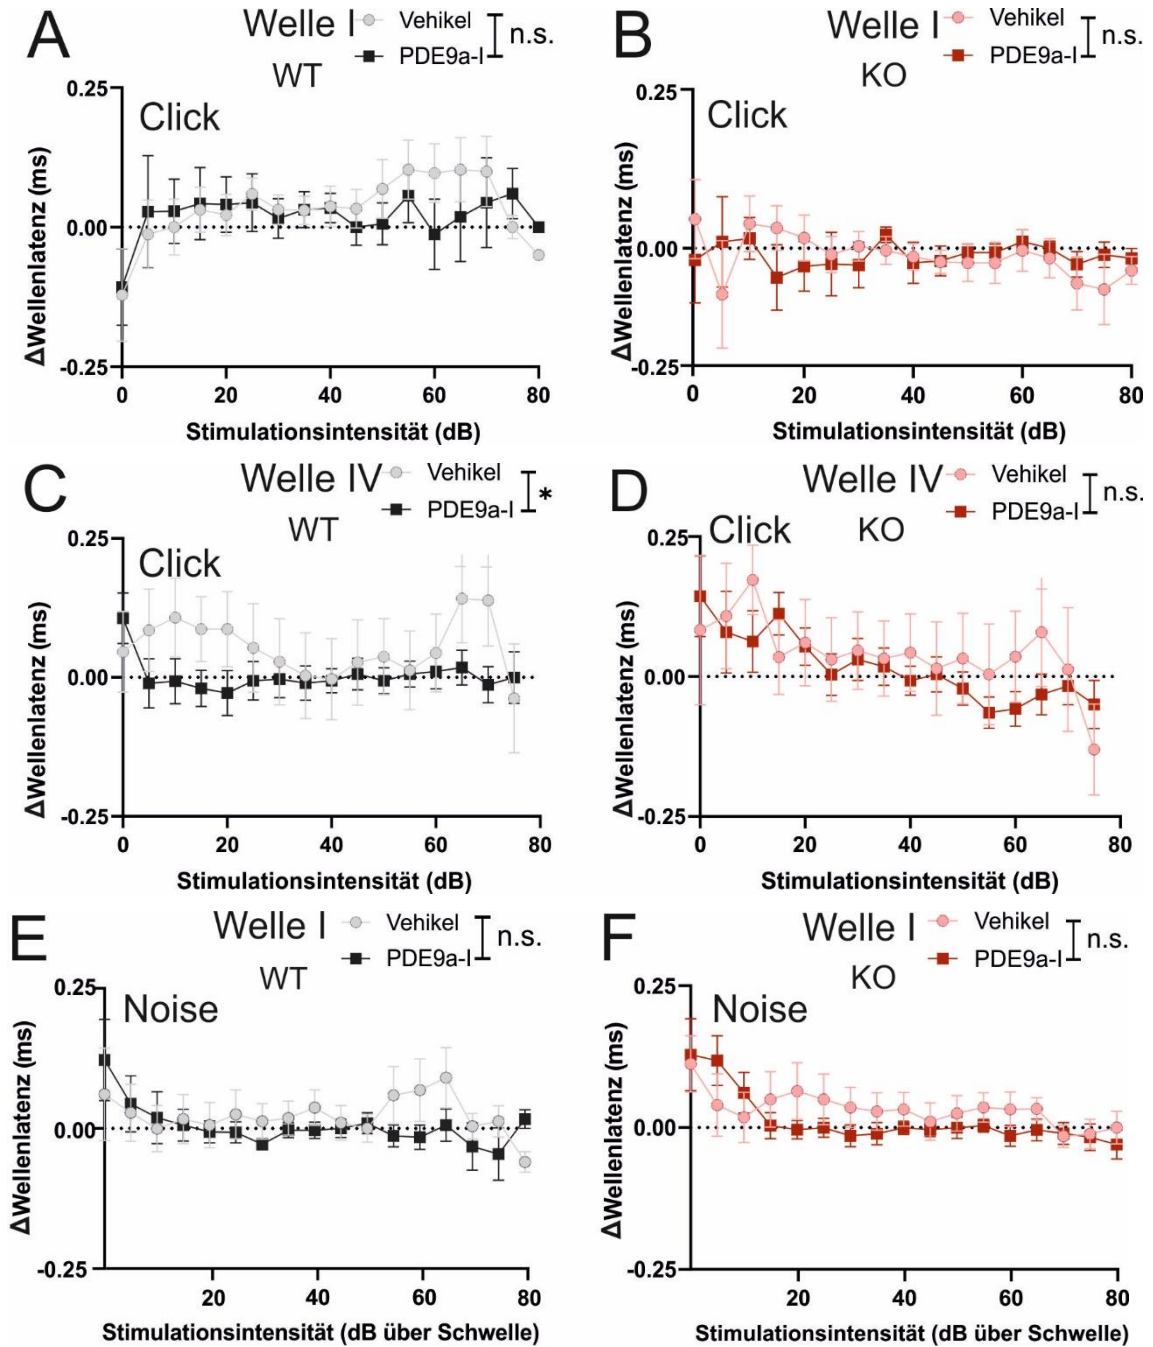 A
Welle I
Vehikel
PDE9a-I
n.s.
WT
Click
0.25
0.00
-0.25
ΔWellenlatenz (ms)
0 20 40 60 80
Stimulationsintensität (dB)
B
Welle I
Vehikel
PDE9a-I
n.s.
KO
Click
0.25
0.00
-0.25
ΔWellenlatenz (ms)
0 20 40 60 80
Stimulationsintensität (dB)
C
Welle IV
Vehikel
PDE9a-I
*
WT
Click
0.25
0.00
-0.25
ΔWellenlatenz (ms)
0 20 40 60 80
Stimulationsintensität (dB)
D
Welle IV
Vehikel
PDE9a-I
n.s.
KO
Click
0.25
0.00
-0.25
ΔWellenlatenz (ms)
0 20 40 60 80
Stimulationsintensität (dB)
E
Welle I
Vehikel
PDE9a-I
n.s.
WT
Noise
0.25
0.00
-0.25
ΔWellenlatenz (ms)
20 40 60 80
Stimulationsintensität (dB über Schwelle)
F
Welle I
Vehikel
PDE9a-I
n.s.
KO
Noise
0.25
0.00
-0.25
ΔWellenlatenz (ms)
20 40 60 80
Stimulationsintensität (dB über Schwelle)